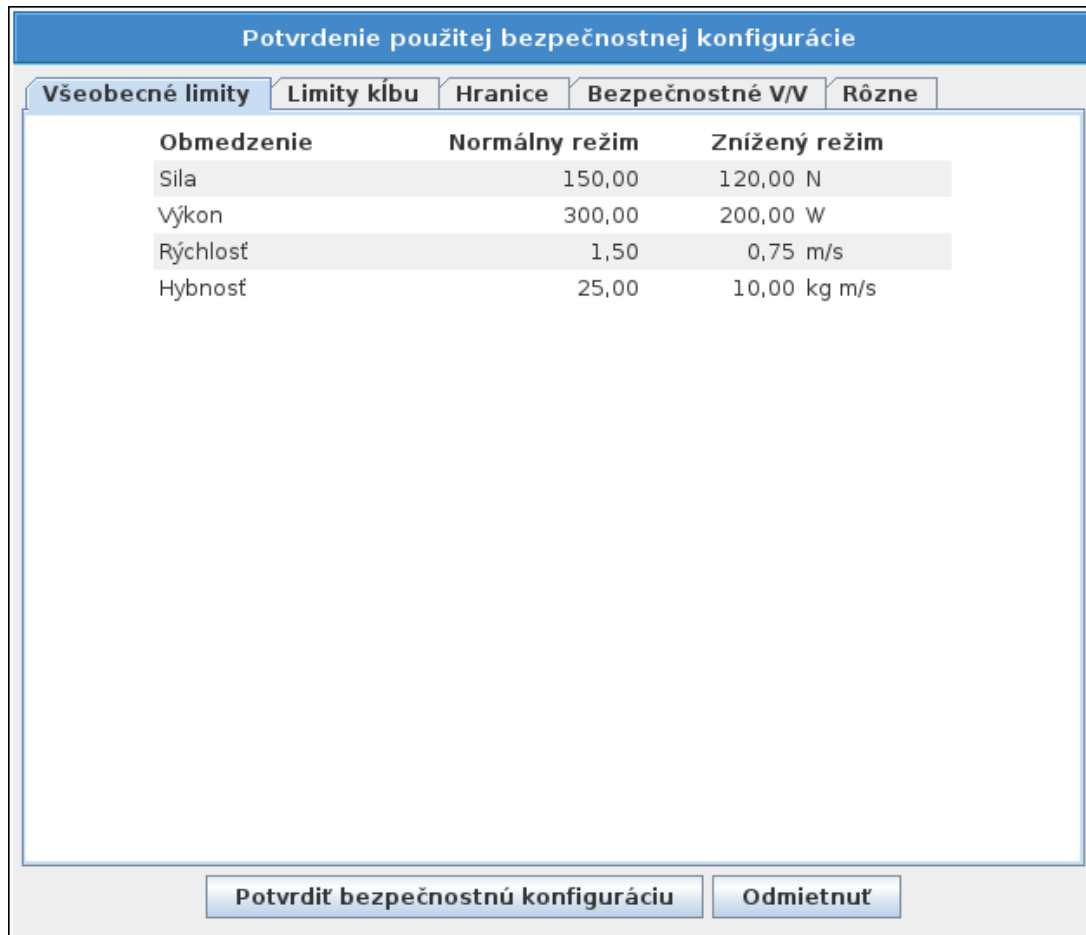 Potvrdenie použitej bezpečnostnej konfigurácie
Všeobecné limity Limity kĺbu Hranice Bezpečnostné V/V Rôzne
Obmedzenie Normálny režim Znížený režim
Sila 150,00 120,00 N
Výkon 300,00 200,00 W
Rýchlosť 1,50 0,75 m/s
Hybnosť 25,00 10,00 kg m/s
Potvrdiť bezpečnostnú konfiguráciu Odmietnuť